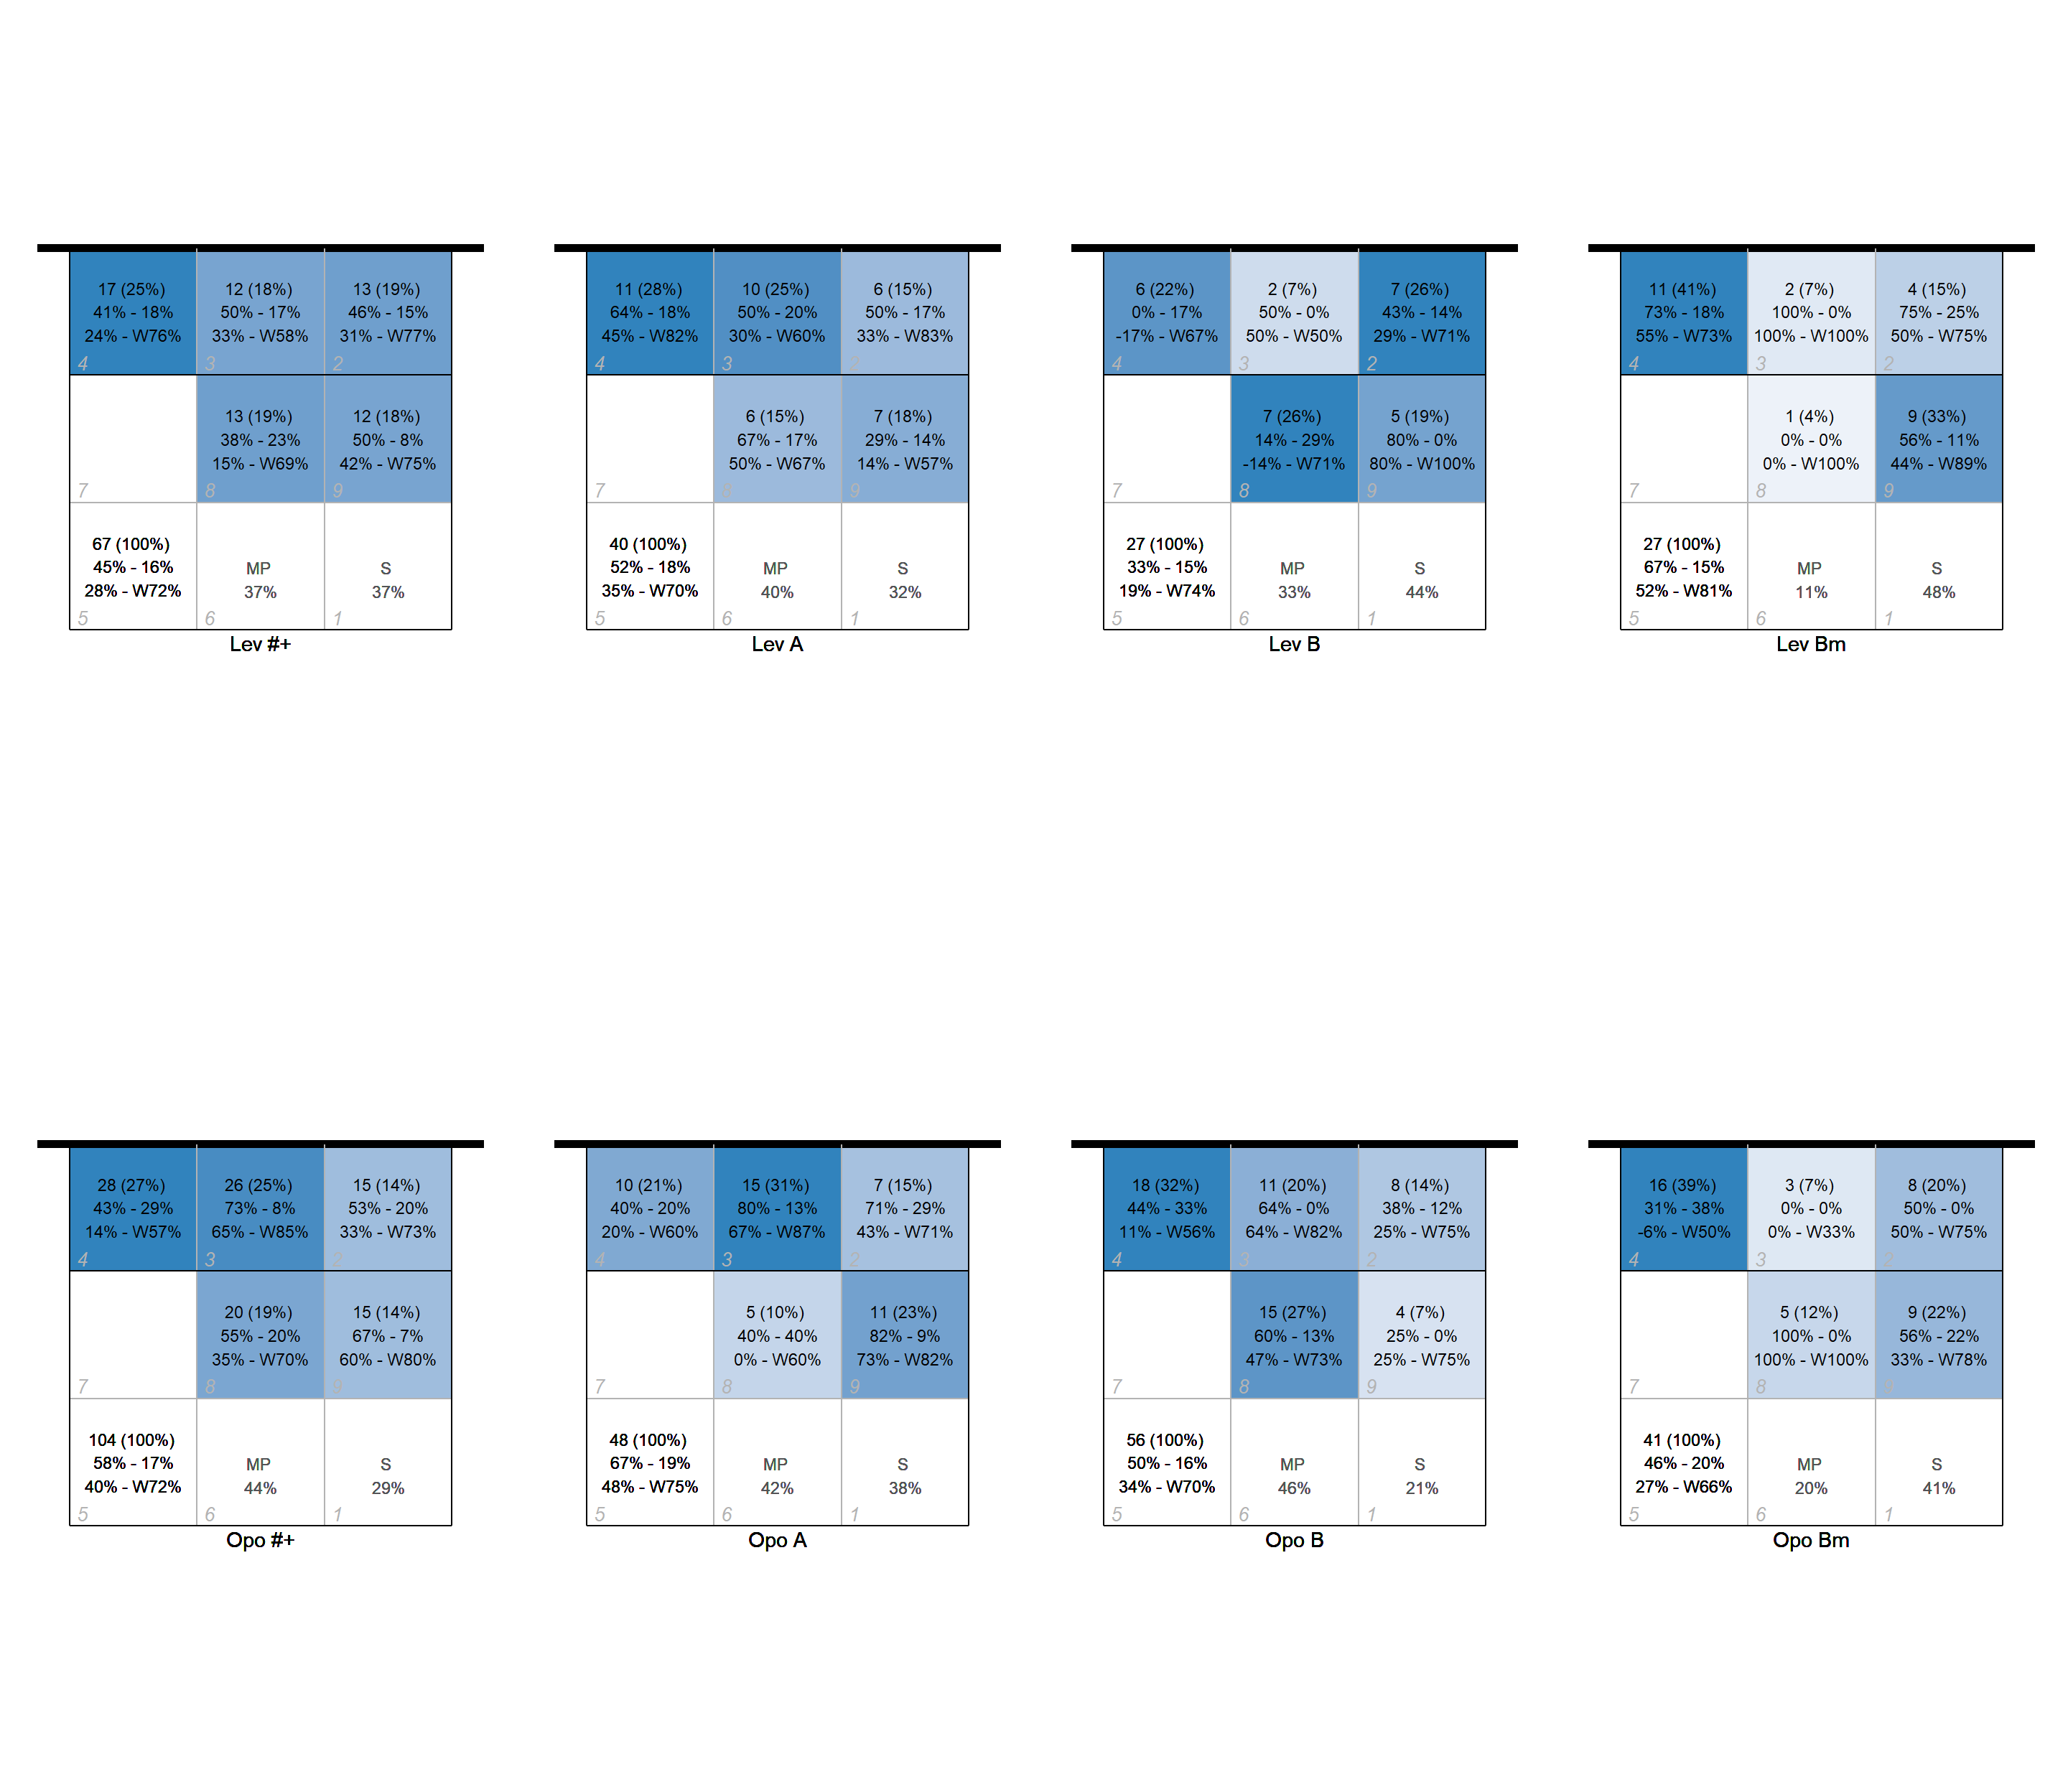 17 (25%)
41% - 18%
24% - W76%
4
12 (18%)
50% - 17%
33% - W58%
3
13 (19%)
46% - 15%
31% - W77%
2
7
13 (19%)
38% - 23%
15% - W69%
8
12 (18%)
50% - 8%
42% - W75%
9
67 (100%)
45% - 16%
28% - W72%
5
MP
37%
6
S
37%
1
Lev #+
11 (28%)
64% - 18%
45% - W82%
4
10 (25%)
50% - 20%
30% - W60%
3
6 (15%)
50% - 17%
33% - W83%
2
7
6 (15%)
67% - 17%
50% - W67%
8
7 (18%)
29% - 14%
14% - W57%
9
40 (100%)
52% - 18%
35% - W70%
5
MP
40%
6
S
32%
1
Lev A
6 (22%)
0% - 17%
-17% - W67%
4
2 (7%)
50% - 0%
50% - W50%
3
7 (26%)
43% - 14%
29% - W71%
2
7
7 (26%)
14% - 29%
-14% - W71%
8
5 (19%)
80% - 0%
80% - W100%
9
27 (100%)
33% - 15%
19% - W74%
5
MP
33%
6
S
44%
1
Lev B
11 (41%)
73% - 18%
55% - W73%
4
2 (7%)
100% - 0%
100% - W100%
3
4 (15%)
75% - 25%
50% - W75%
2
7
1 (4%)
0% - 0%
0% - W100%
8
9 (33%)
56% - 11%
44% - W89%
9
27 (100%)
67% - 15%
52% - W81%
5
MP
11%
6
S
48%
1
Lev Bm
28 (27%)
43% - 29%
14% - W57%
4
26 (25%)
73% - 8%
65% - W85%
3
15 (14%)
53% - 20%
33% - W73%
2
7
20 (19%)
55% - 20%
35% - W70%
8
15 (14%)
67% - 7%
60% - W80%
9
104 (100%)
58% - 17%
40% - W72%
5
MP
44%
6
S
29%
1
Opo #+
10 (21%)
40% - 20%
20% - W60%
4
15 (31%)
80% - 13%
67% - W87%
3
7 (15%)
71% - 29%
43% - W71%
2
7
5 (10%)
40% - 40%
0% - W60%
8
11 (23%)
82% - 9%
73% - W82%
9
48 (100%)
67% - 19%
48% - W75%
5
MP
42%
6
S
38%
1
Opo A
18 (32%)
44% - 33%
11% - W56%
4
11 (20%)
64% - 0%
64% - W82%
3
8 (14%)
38% - 12%
25% - W75%
2
7
15 (27%)
60% - 13%
47% - W73%
8
4 (7%)
25% - 0%
25% - W75%
9
56 (100%)
50% - 16%
34% - W70%
5
MP
46%
6
S
21%
1
Opo B
16 (39%)
31% - 38%
-6% - W50%
4
3 (7%)
0% - 0%
0% - W33%
3
8 (20%)
50% - 0%
50% - W75%
2
7
5 (12%)
100% - 0%
100% - W100%
8
9 (22%)
56% - 22%
33% - W78%
9
41 (100%)
46% - 20%
27% - W66%
5
MP
20%
6
S
41%
1
Opo Bm